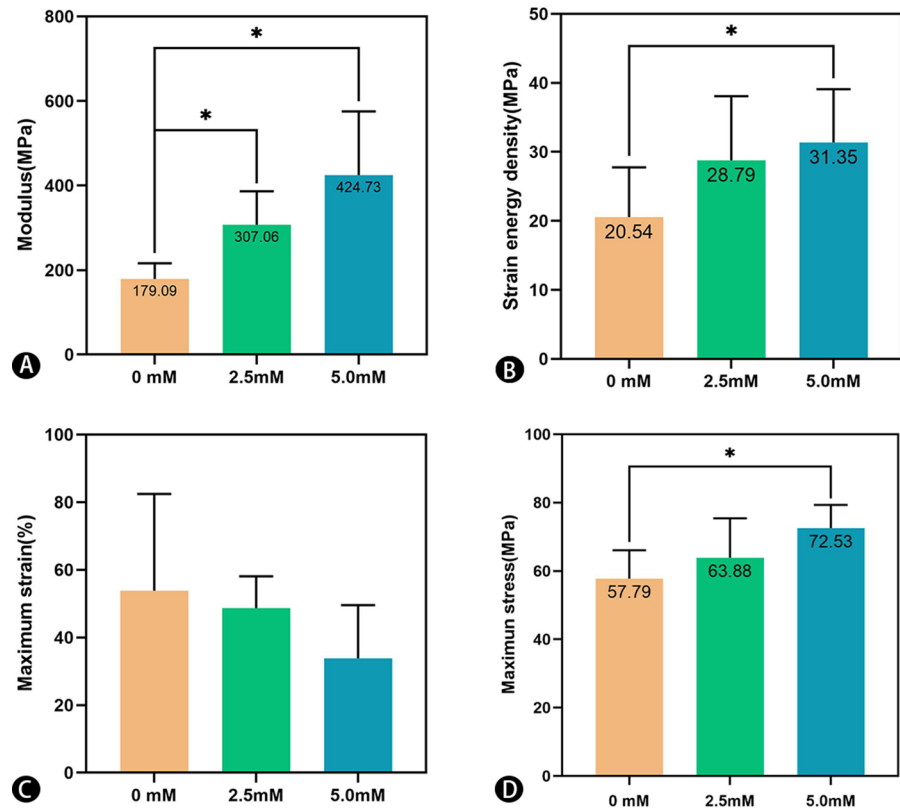 800
600
400
200
0
Modulus(MPa)
*
*
179.09
307.06
424.73
0 mM
2.5mM
5.0mM
A
50
40
30
20
10
0
Strain energy density(MPa)
*
20.54
28.79
31.35
0 mM
2.5mM
5.0mM
B
100
80
60
40
20
0
Maximum strain(%)
0 mM
2.5mM
5.0mM
C
100
80
60
40
20
0
Maximun stress(MPa)
*
57.79
63.88
72.53
0 mM
2.5mM
5.0mM
D